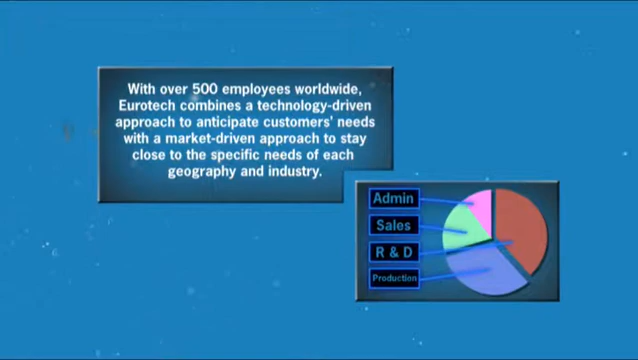 With over 500 employees worldwide,
Eurotech combines a technology-driven
approach to anticipate customers' needs
with a market-driven approach to stay
close to the specific needs of each
geography and industry.
Admin
Sales
R & D
Production